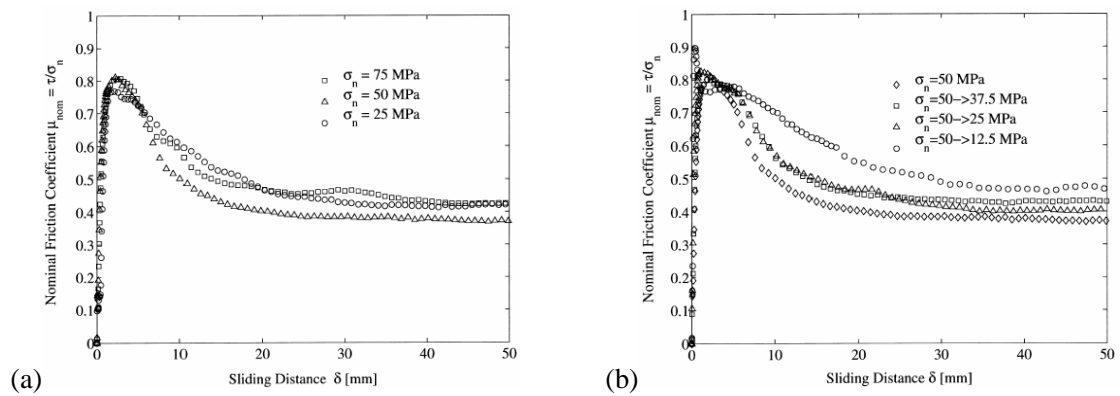 (a)
Nominal Friction Coefficient μnom = τ/σn
1
0.9
0.8
0.7
0.6
0.5
0.4
0.3
0.2
0.1
0
0 10 20 30 40 50
Sliding Distance δ [mm]
□ σn = 75 MPa
△ σn = 50 MPa
○ σn = 25 MPa
(b)
Nominal Friction Coefficient μnom = τ/σn
1
0.9
0.8
0.7
0.6
0.5
0.4
0.3
0.2
0.1
0
0 10 20 30 40 50
Sliding Distance δ [mm]
◇ σn=50 MPa
□ σn=50->37.5 MPa
△ σn=50->25 MPa
○ σn=50->12.5 MPa